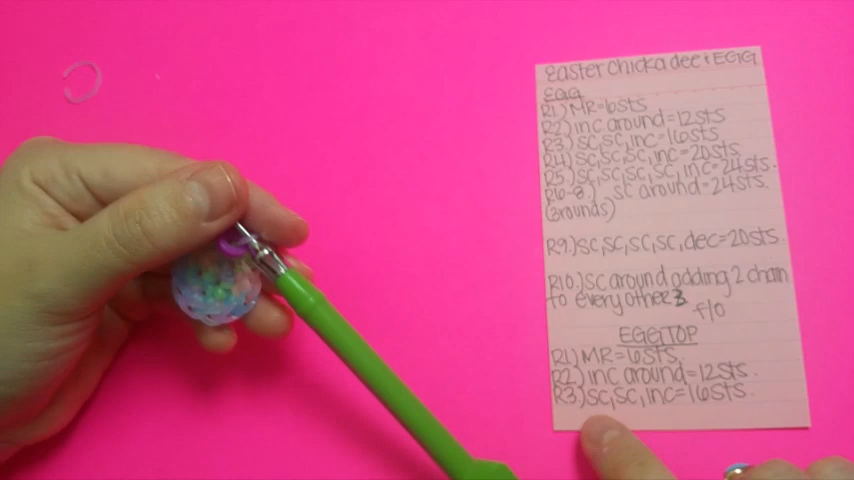 Easter Chickadee & EGG
EGG
R1.) MR=6sts
R2.) inc around=12sts
R3.) sc, sc, inc=16sts
R4.) sc, sc, sc, inc=20sts
R5.) sc, sc, sc, sc, inc=24sts.
R6-8.) sc around=24sts.
(3rounds)
R9.) sc, sc, sc, sc, dec=20sts.
R10.) sc around adding 2 chain
to every other 3
f/o
EGG TOP
R1.) MR=6sts.
R2.) inc around=12sts.
R3.) sc, sc, inc=16sts.